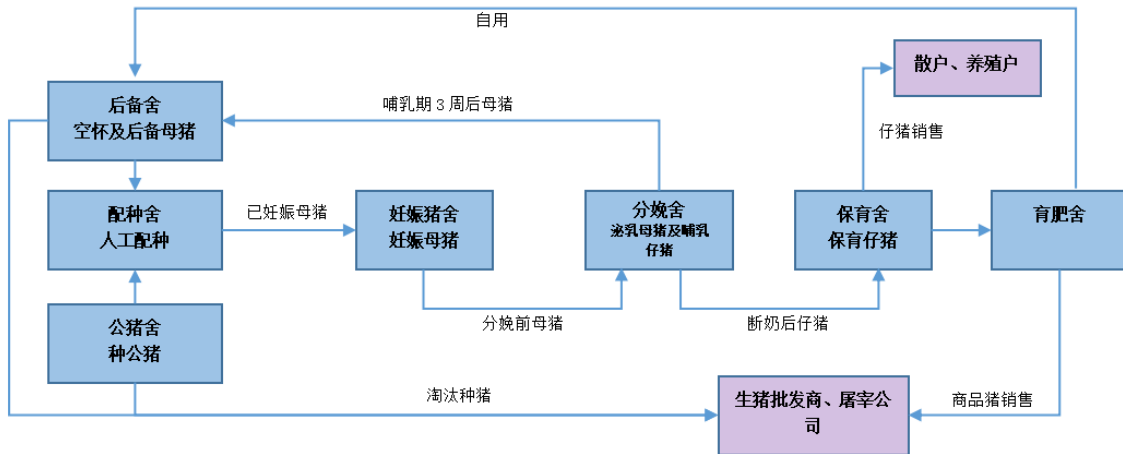 自用
散户、养殖户
后备舍
空怀及后备母猪
哺乳期 3 周后母猪
仔猪销售
配种舍
人工配种
已妊娠母猪
妊娠猪舍
妊娠母猪
分娩舍
泌乳母猪及哺乳
仔猪
保育舍
保育仔猪
育肥舍
公猪舍
种公猪
分娩前母猪
断奶后仔猪
淘汰种猪
生猪批发商、屠宰公
司
商品猪销售